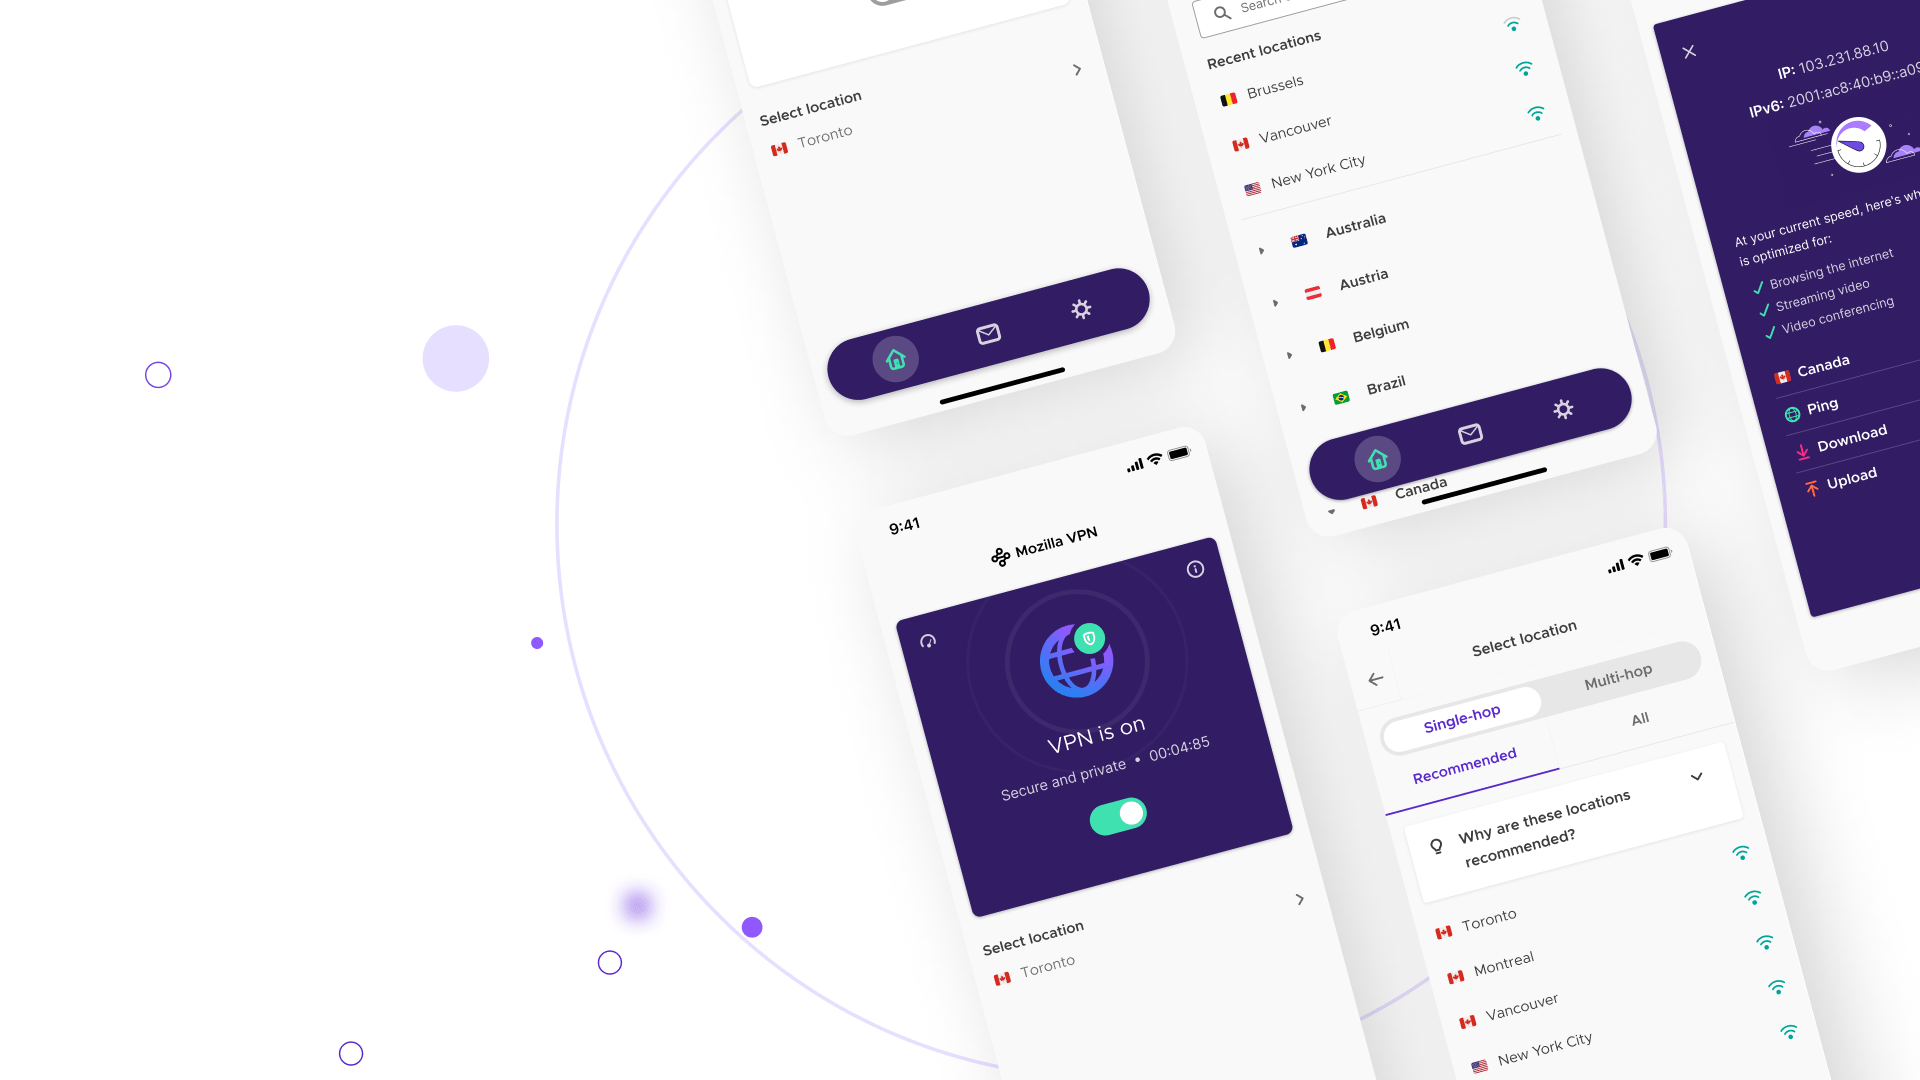 Select location
Toronto
Search
Recent locations
Brussels
Vancouver
New York City
Australia
Austria
Belgium
Brazil
Canada
IP: 103.231.88.10
IPv6: 2001:ac8:40:b9::a09
At your current speed, here's
is optimized for:
Browsing the internet
Streaming video
Video conferencing
Canada
Ping
Download
Upload
9:41
Mozilla VPN
VPN is on
Secure and private • 00:04:85
Select location
Toronto
9:41
Select location
Single-hop Multi-hop
Recommended All
Why are these locations
recommended?
Toronto
Montreal
Vancouver
New York City